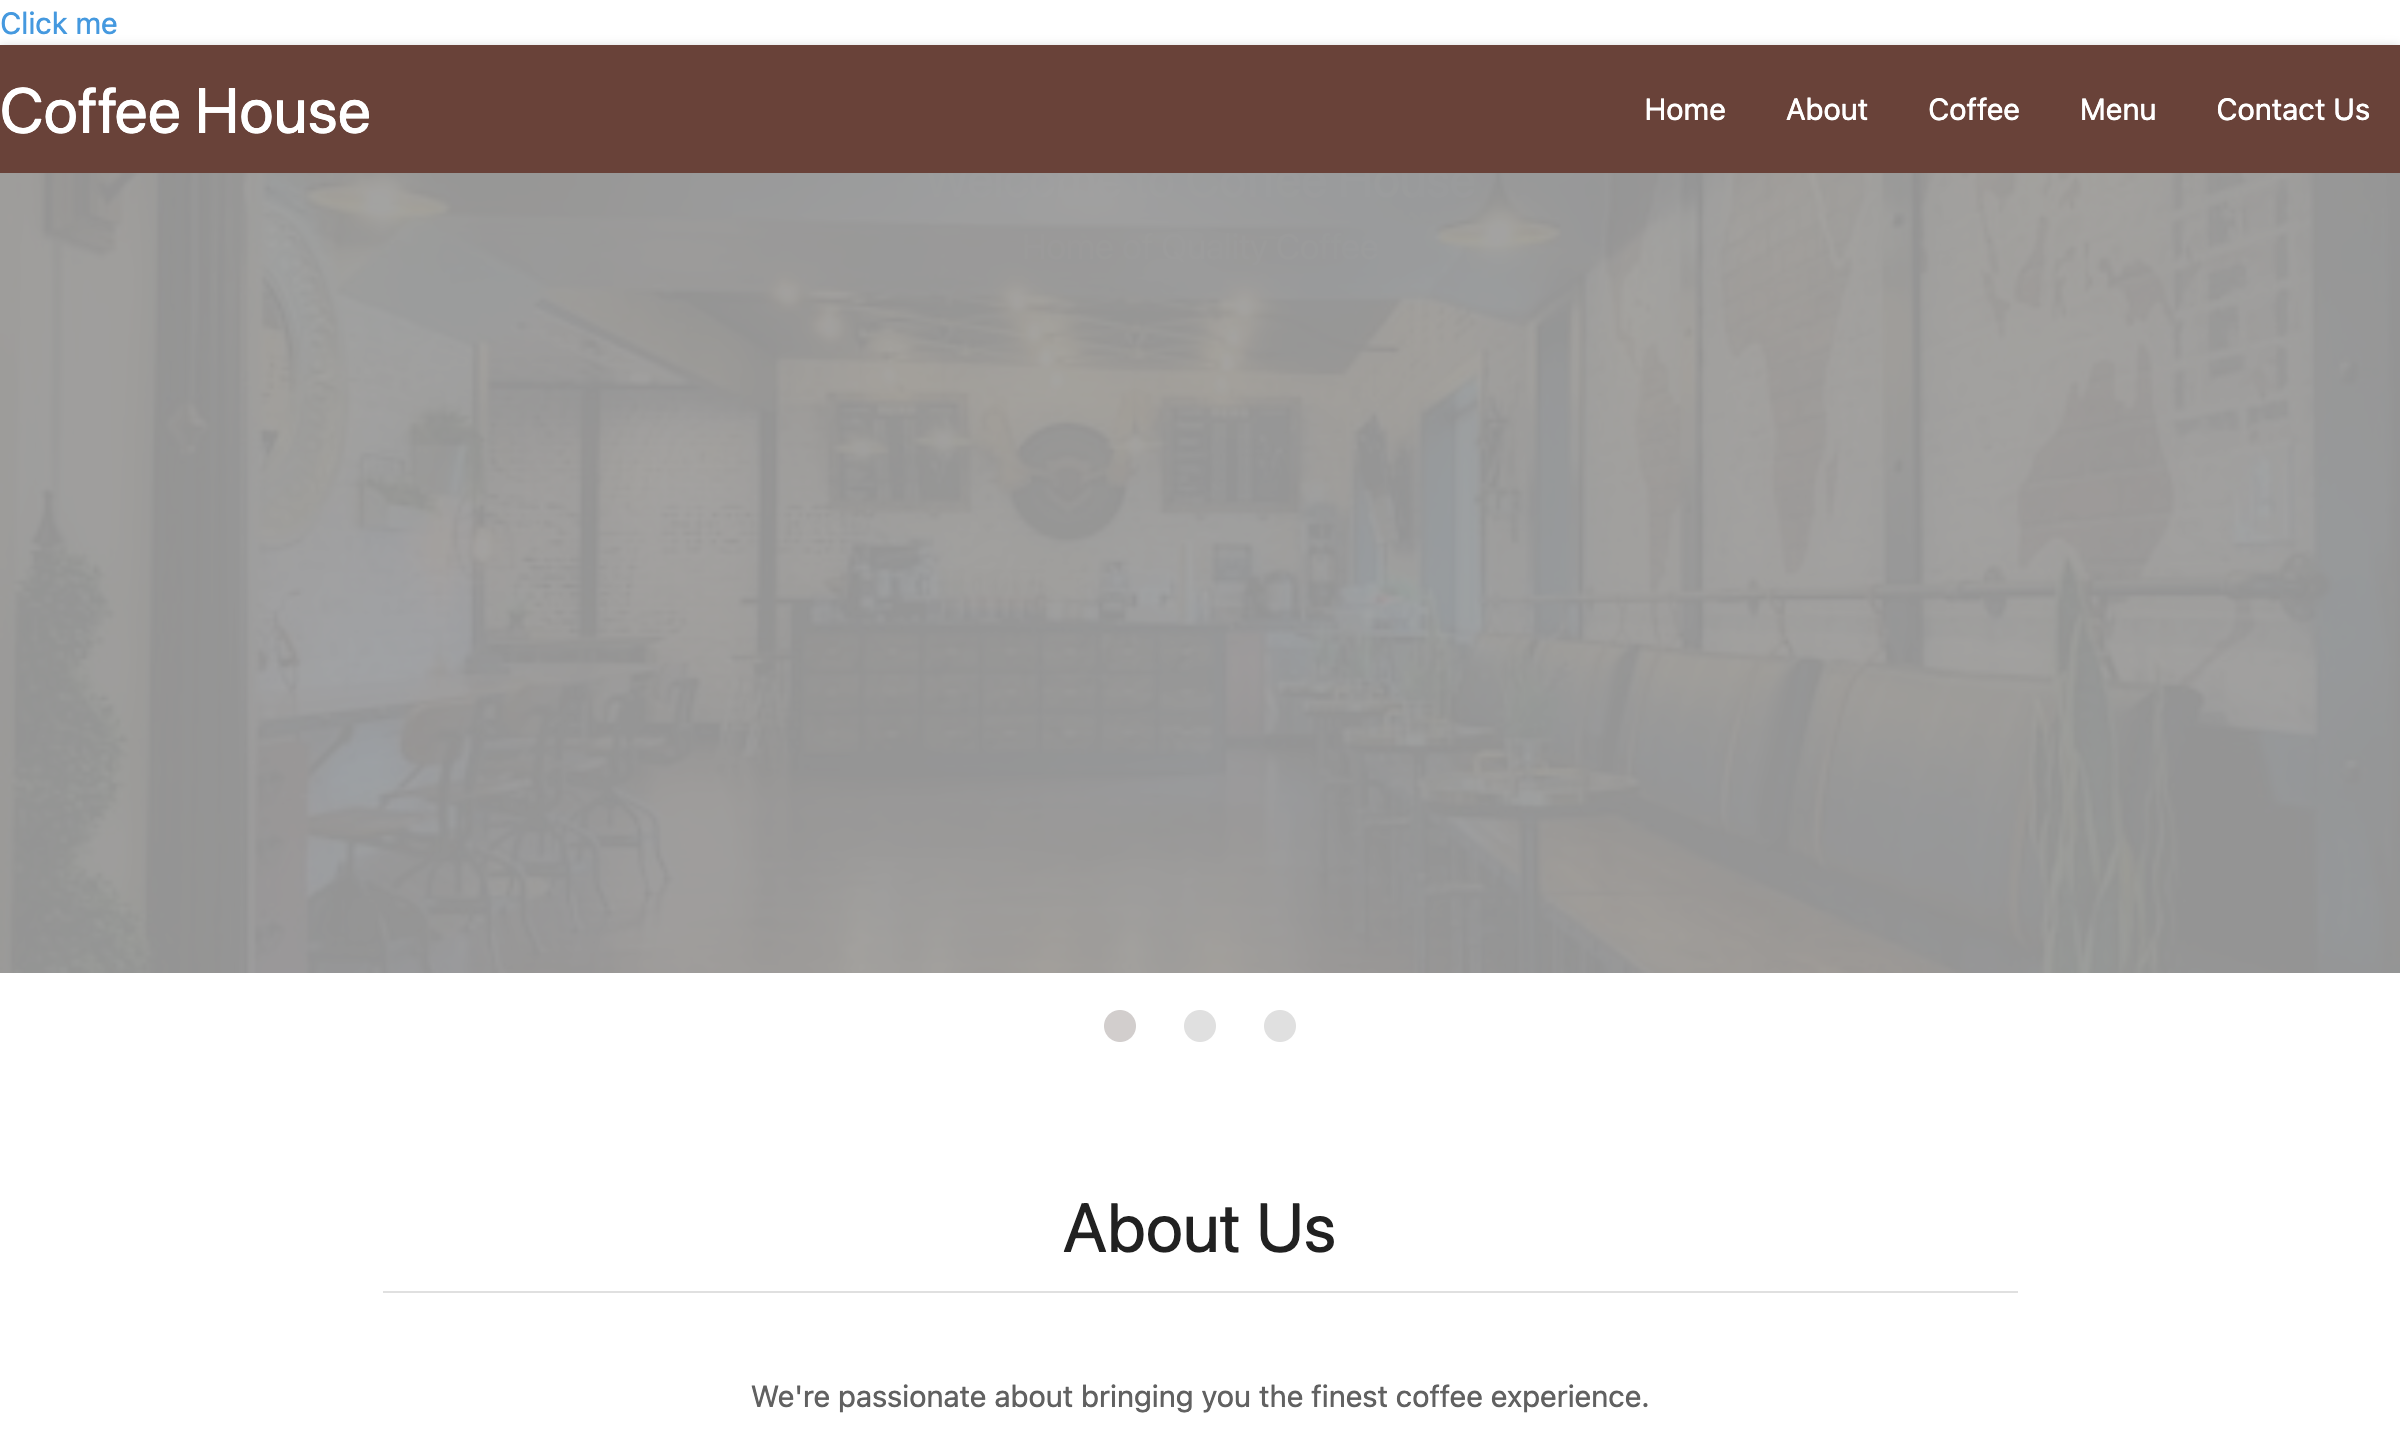 Click me
Coffee House
Home About Coffee Menu Contact Us
About Us
We're passionate about bringing you the finest coffee experience.